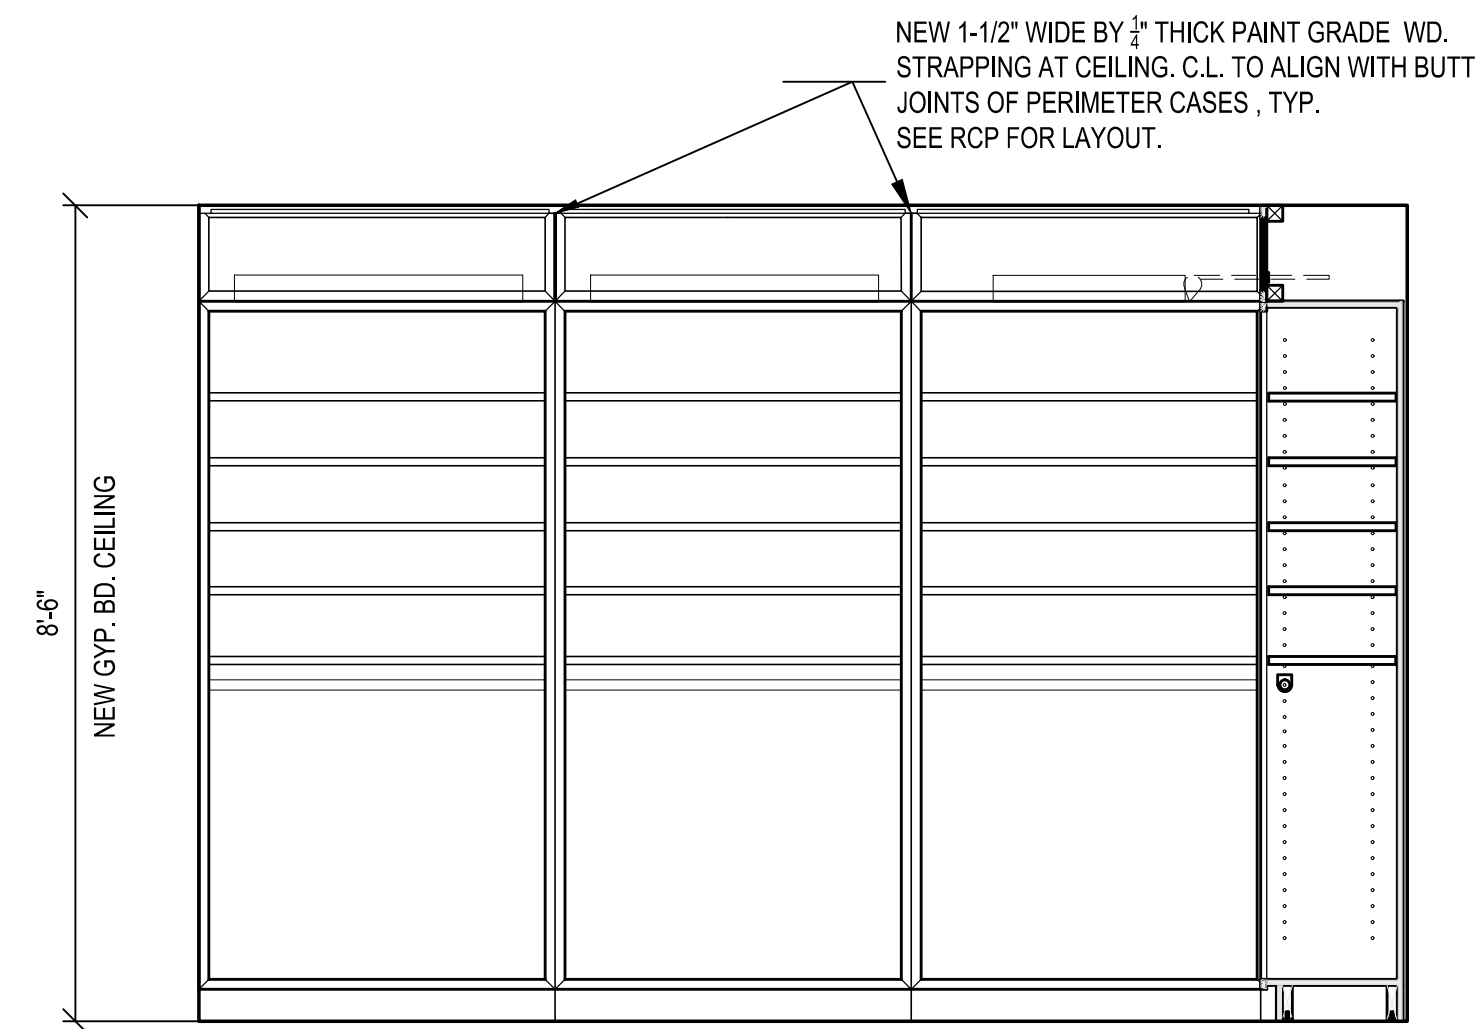 NEW 1-1/2" WIDE BY 1/4" THICK PAINT GRADE WD.
STRAPPING AT CEILING. C.L. TO ALIGN WITH BUTT
JOINTS OF PERIMETER CASES , TYP.
SEE RCP FOR LAYOUT.
8'-6"
NEW GYP. BD. CEILING